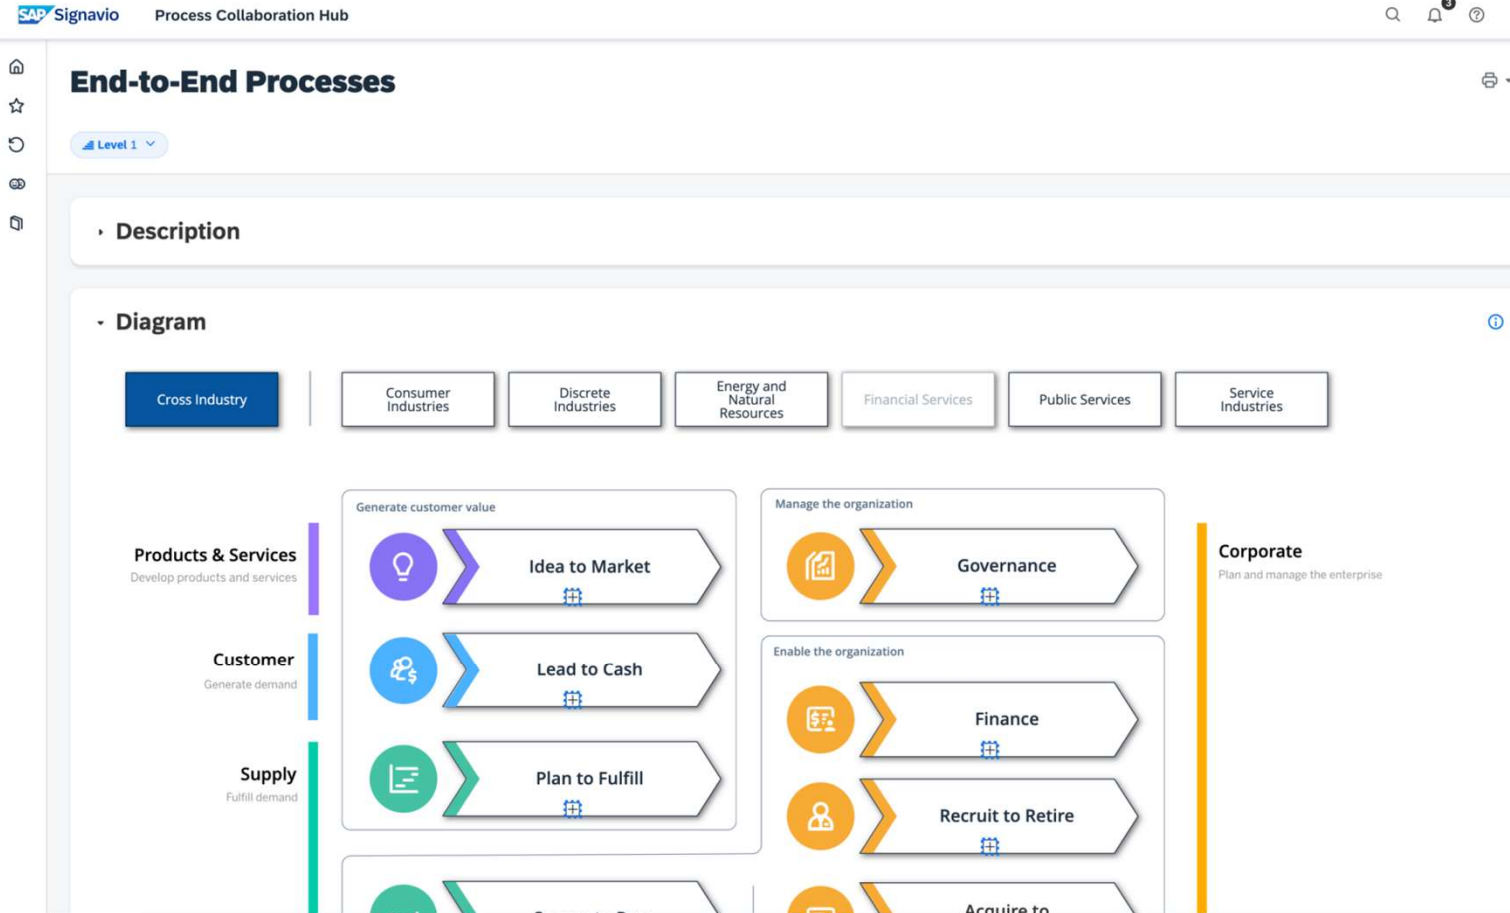 SAP Signavio
Process Collaboration Hub
3
End-to-End Processes
Level 1
Description
Diagram
Cross Industry
Consumer
Industries
Discrete
Industries
Energy and
Natural
Resources
Financial Services
Public Services
Service
Industries
Generate customer value
Manage the organization
Products & Services
Develop products and services
Idea to Market
Governance
Corporate
Plan and manage the enterprise
Customer
Generate demand
Lead to Cash
Enable the organization
Finance
Supply
Fulfill demand
Plan to Fulfill
Recruit to Retire
Acquire to